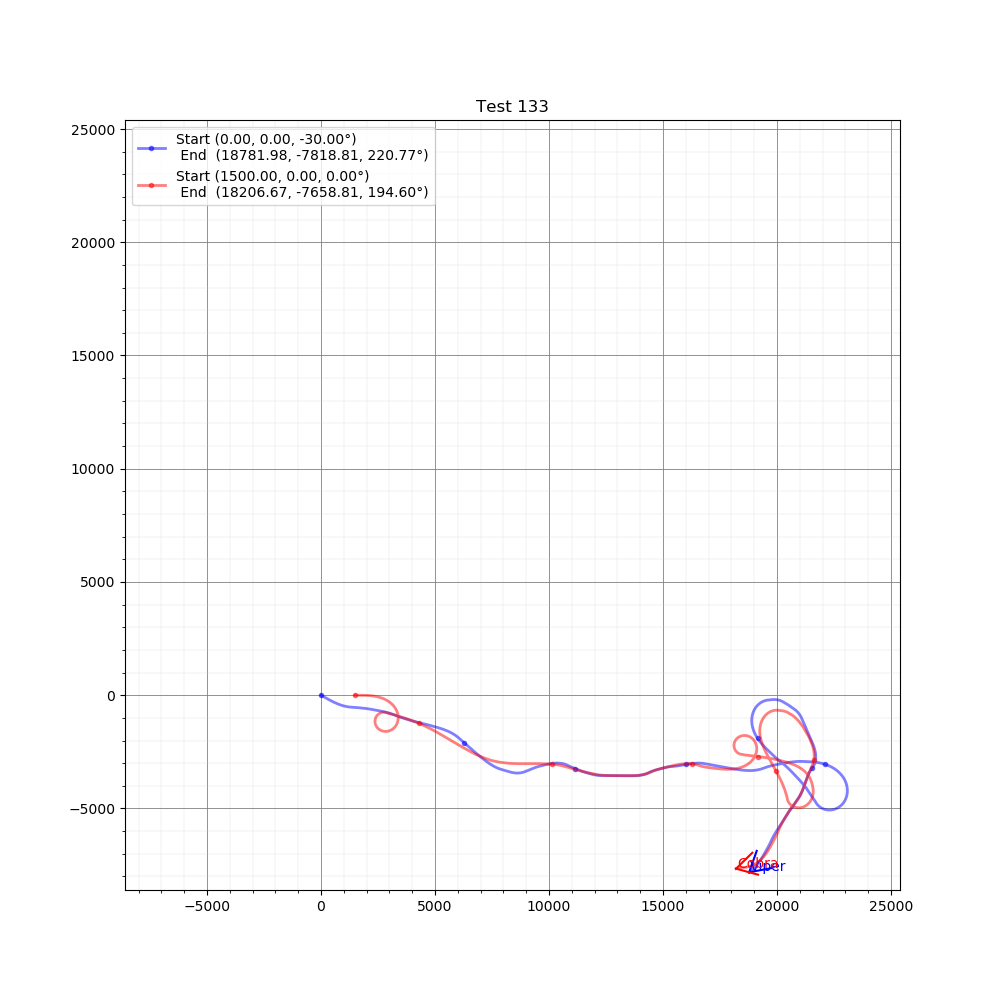 Test 133
Start (0.00, 0.00, -30.00°)
End (18781.98, -7818.81, 220.77°)
Start (1500.00, 0.00, 0.00°)
End (18206.67, -7658.81, 194.60°)
25000
20000
15000
10000
5000
0
−5000
Cobra
Viper
−5000
0
5000
10000
15000
20000
25000